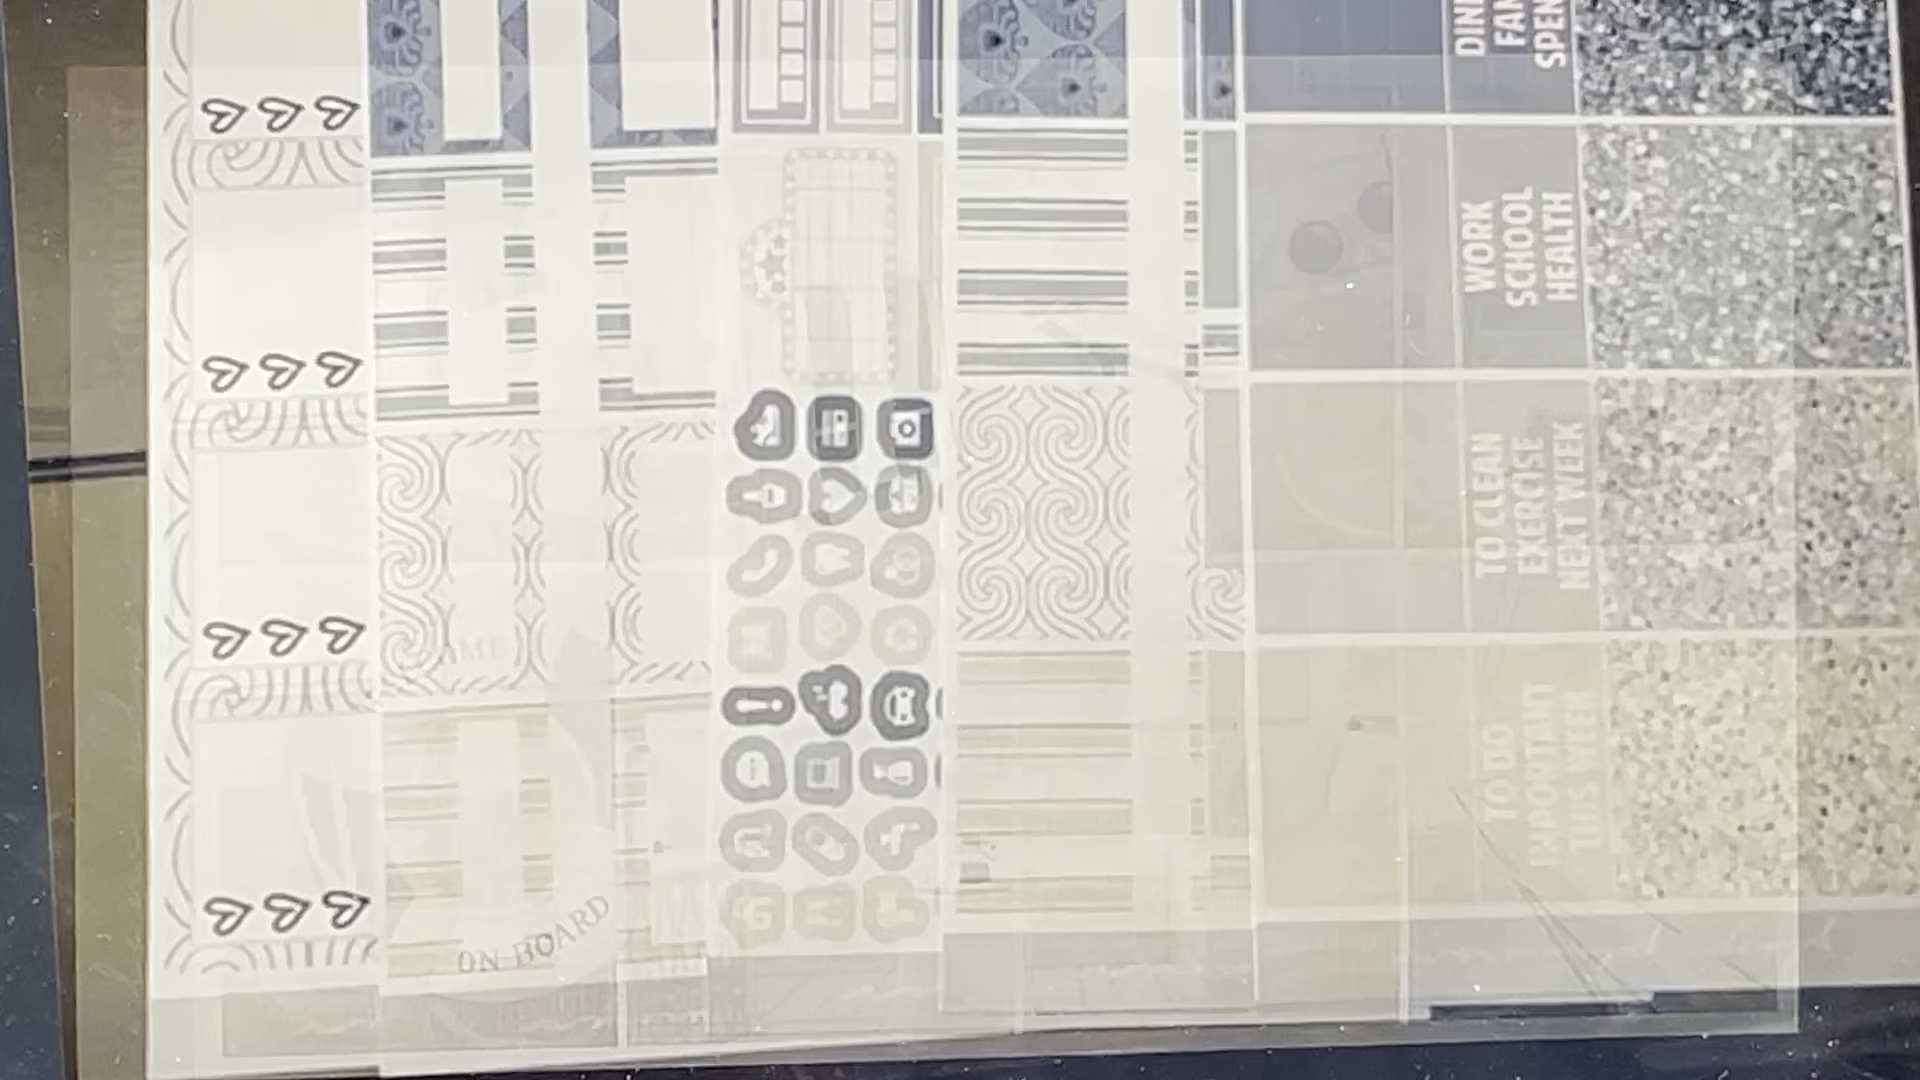 DIN
FAM
SPEN
WORK
SCHOOL
HEALTH
TO CLEAN
EXERCISE
NEXT WEEK
TO DO
IMPORTANT
THIS WEEK
ON BOARD